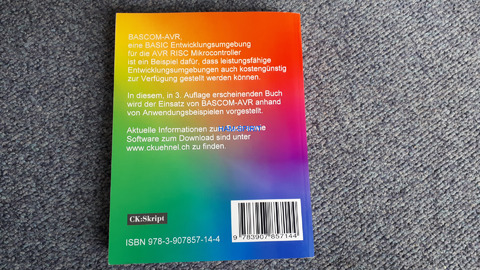 BASCOM-AVR,
eine BASIC Entwicklungsumgebung
für die AVR RISC Mikrocontroller
ist ein Beispiel dafür, dass leistungsfähige
Entwicklungsumgebungen auch kostengünstig
zur Verfügung gestellt werden können.
In diesem, in 3. Auflage erscheinenden Buch
wird der Einsatz von BASCOM-AVR anhand
von Anwendungsbeispielen vorgestellt.
Aktuelle Informationen zum Buch sowie
Software zum Download sind unter
www.ckuehnel.ch zu finden.
CK:Skript
ISBN 978-3-907857-14-4
9 783907 857144